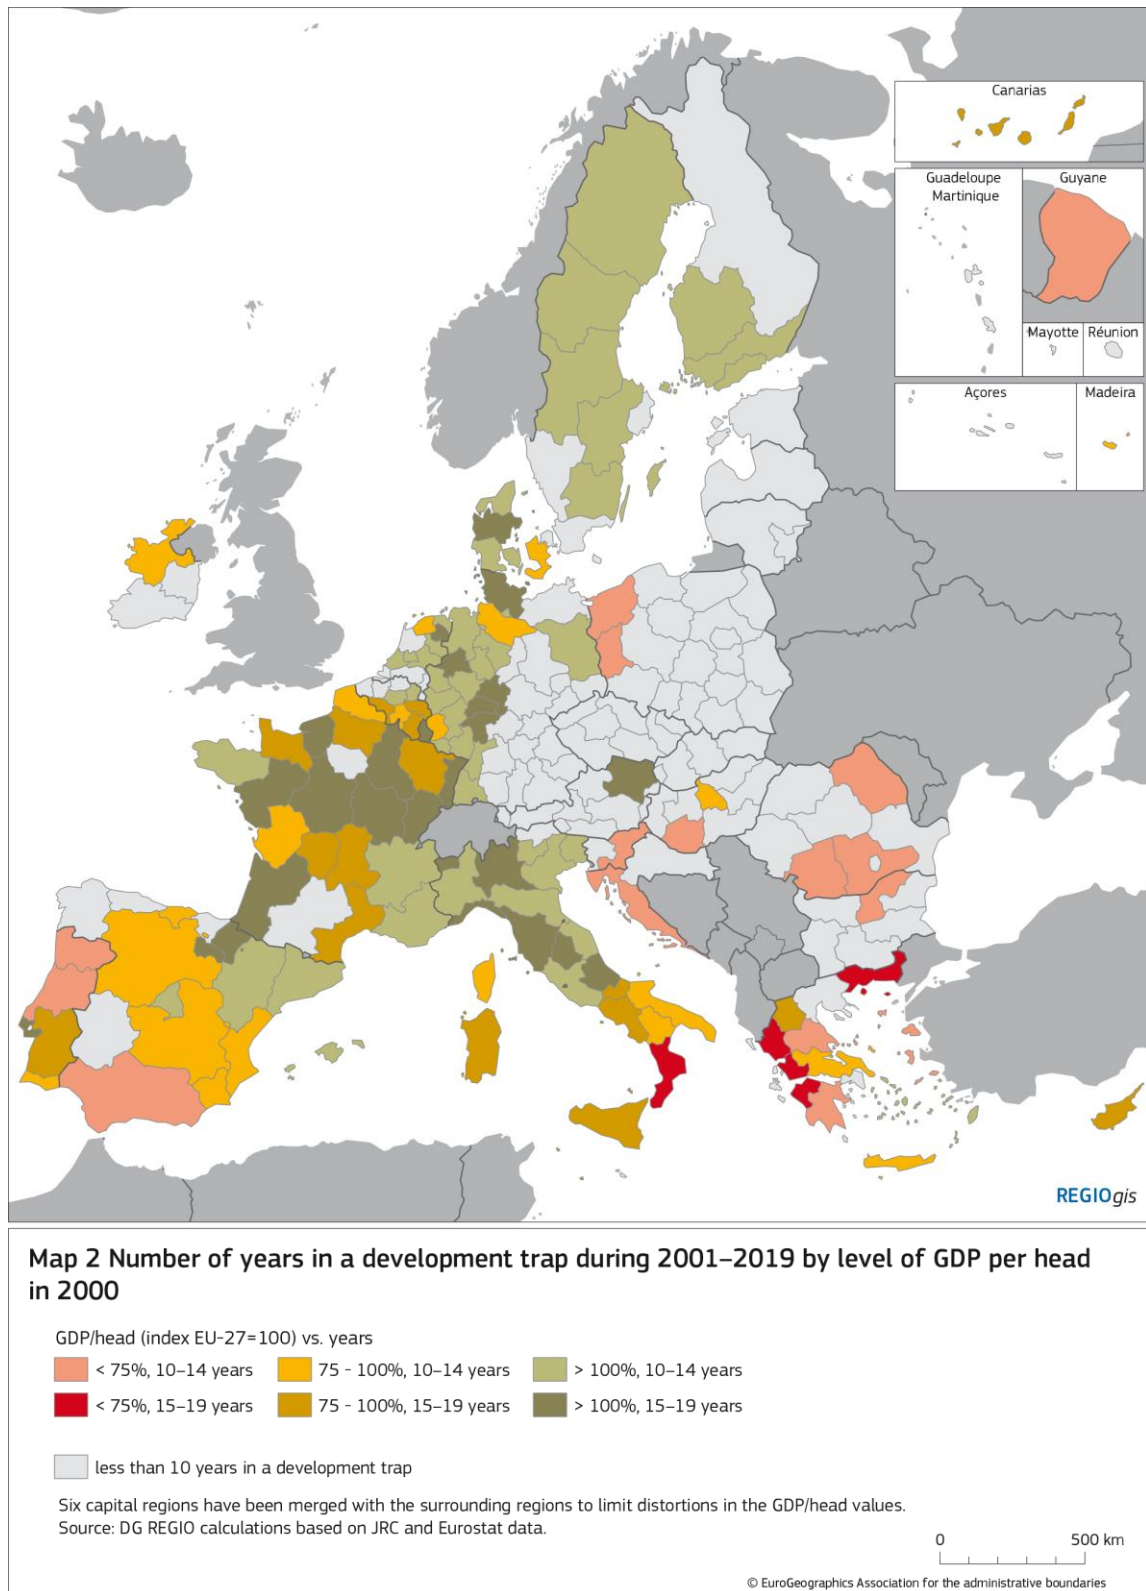 Canarias
Guadeloupe
Martinique
Guyane
Mayotte
Réunion
Açores
Madeira
REGIOgis
Map 2 Number of years in a development trap during 2001–2019 by level of GDP per head
in 2000
GDP/head (index EU-27=100) vs. years
< 75%, 10–14 years
75 - 100%, 10–14 years
> 100%, 10–14 years
< 75%, 15–19 years
75 - 100%, 15–19 years
> 100%, 15–19 years
less than 10 years in a development trap
Six capital regions have been merged with the surrounding regions to limit distortions in the GDP/head values.
Source: DG REGIO calculations based on JRC and Eurostat data.
0 500 km
© EuroGeographics Association for the administrative boundaries